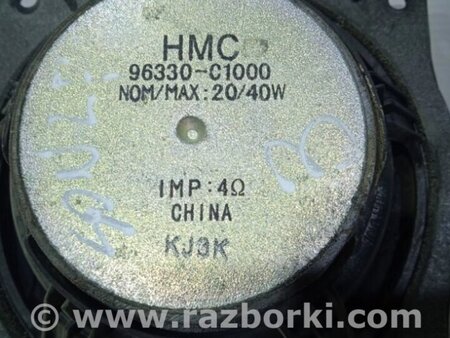 HMC
96330-C1000
NOM/MAX:20/40W
IMP:4Ω
CHINA
KJ3K
www.razborki.com